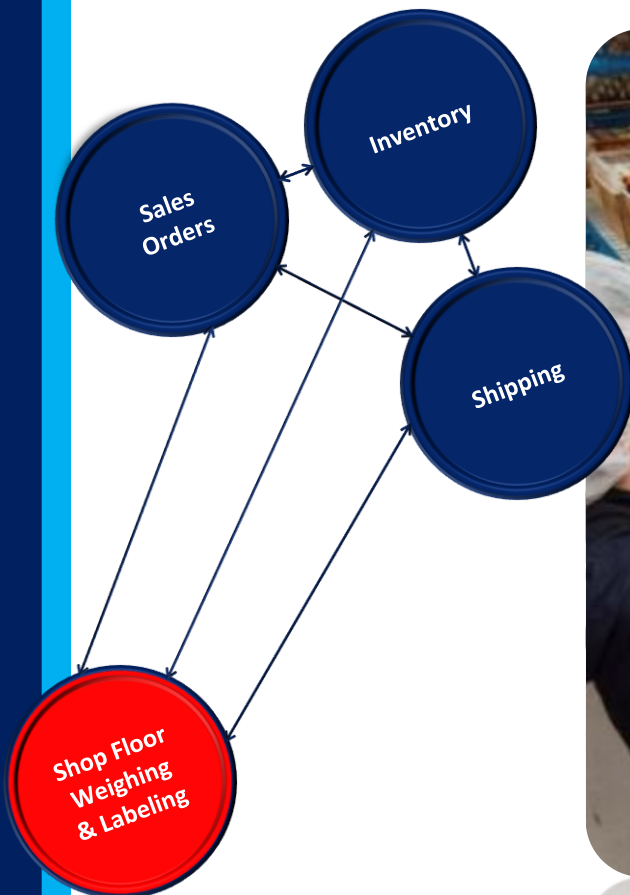 Inventory
Sales
Orders
Shipping
Shop Floor
Weighing
& Labeling